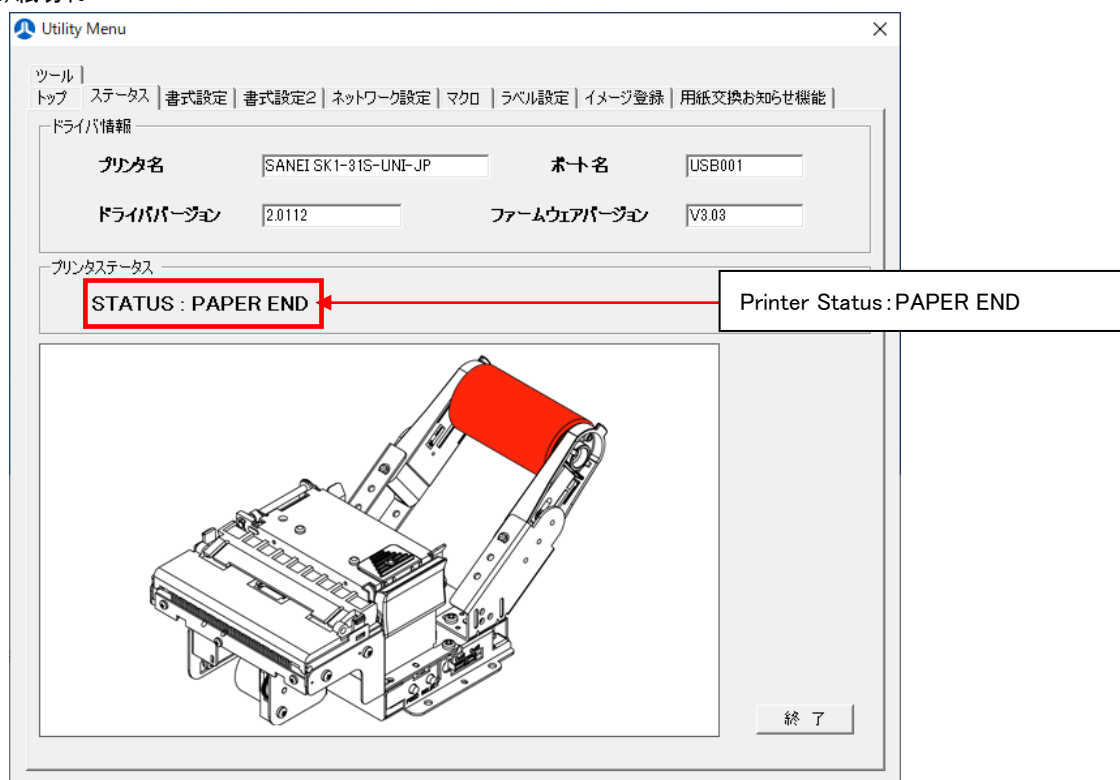 Utility Menu
ツール
トップ ステータス 書式設定 書式設定2 ネットワーク設定 マクロ ラベル設定 イメージ登録 用紙交換お知らせ機能
ドライバ情報
プリンタ名 SANEI SK1-31S-UNI-JP ポート名 USB001
ドライババージョン 2.0112 ファームウェアバージョン V3.03
プリンタステータス
STATUS : PAPER END
Printer Status：PAPER END
終 了